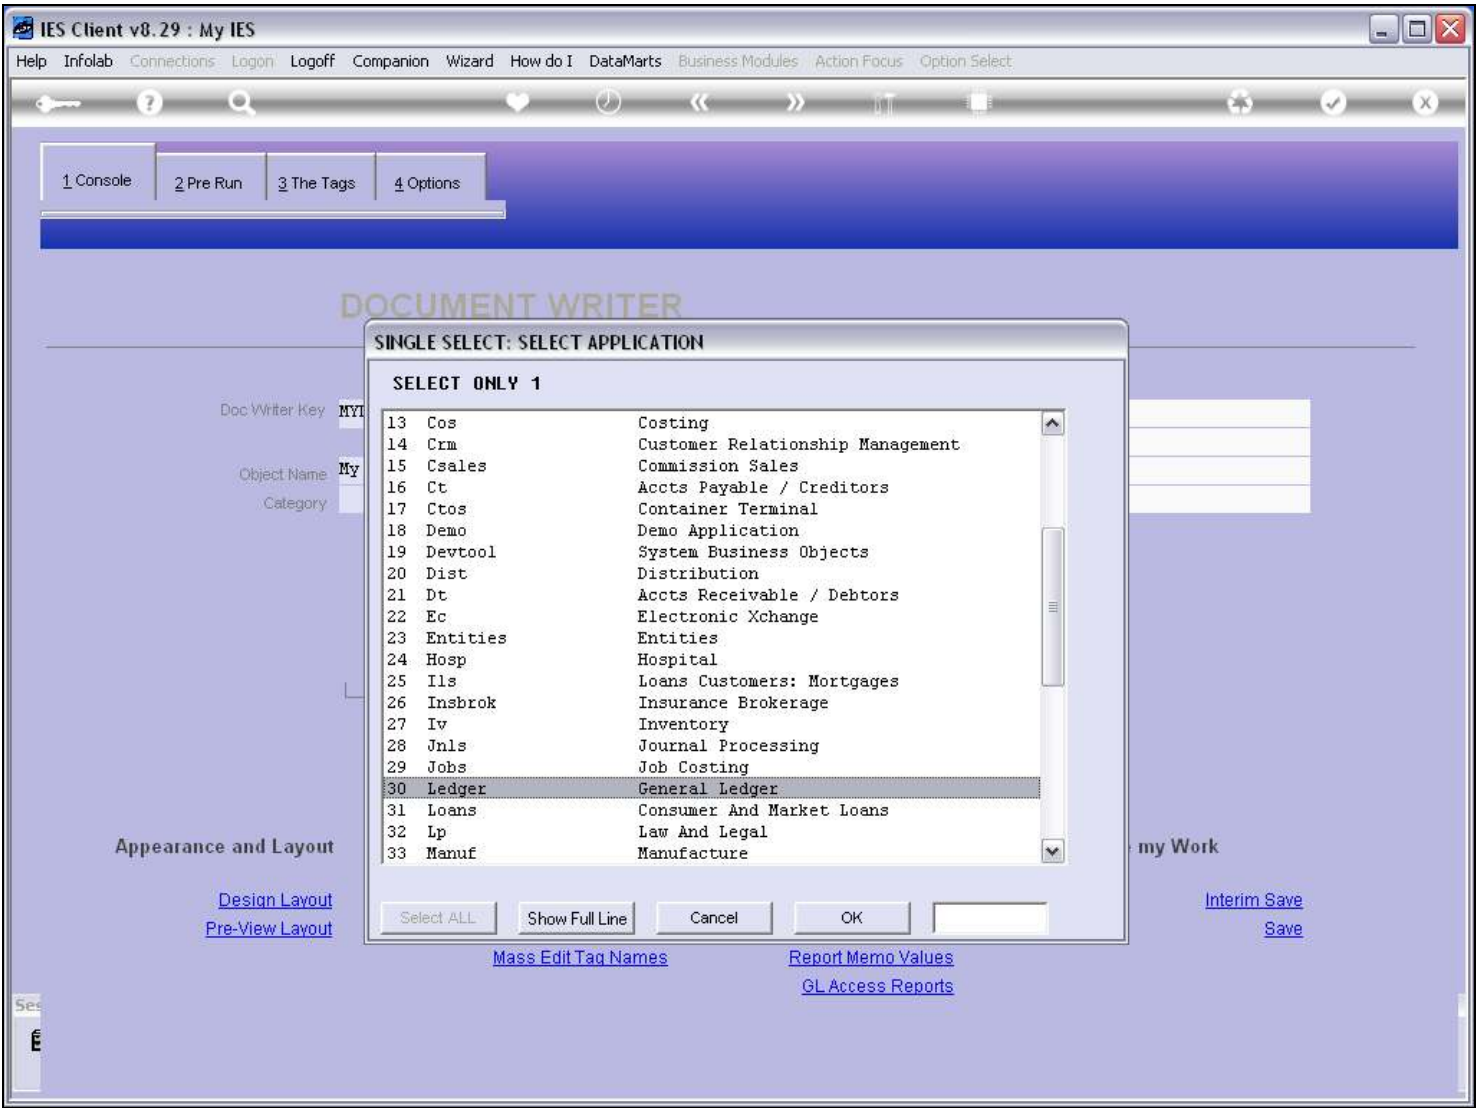 IES Client v8.29 : My IES
Help Infolab Connections Logon Logoff Companion Wizard How do I DataMarts Business Modules Action Focus Option Select
1 Console
2 Pre Run
3 The Tags
4 Options
DOCUMENT WRITER
SINGLE SELECT: SELECT APPLICATION
SELECT ONLY 1
Doc Writer Key
Object Name My
Category
13 Cos Costing
14 Crm Customer Relationship Management
15 Csales Commission Sales
16 Ct Accts Payable / Creditors
17 Ctos Container Terminal
18 Demo Demo Application
19 Devtool System Business Objects
20 Dist Distribution
21 Dt Accts Receivable / Debtors
22 Ec Electronic Xchange
23 Entities Entities
24 Hosp Hospital
25 Ils Loans Customers: Mortgages
26 Insbrok Insurance Brokerage
27 Iv Inventory
28 Jnls Journal Processing
29 Jobs Job Costing
30 Ledger General Ledger
31 Loans Consumer And Market Loans
32 Lp Law And Legal
33 Manuf Manufacture
Select ALL Show Full Line Cancel OK
Appearance and Layout
my Work
Design Layout
Pre-View Layout
Mass Edit Tag Names
Report Memo Values
GL Access Reports
Interim Save
Save